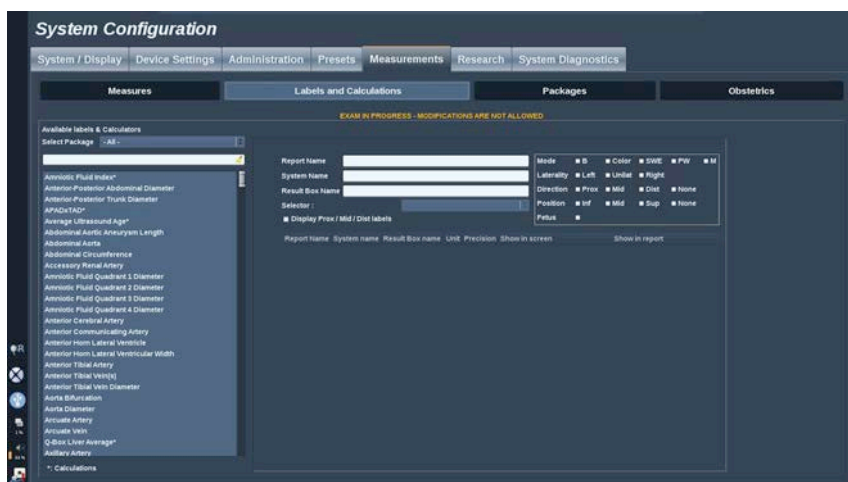 System Configuration
System / Display Device Settings Administration Presets Measurements Research System Diagnostics
Measures Labels and Calculations Packages Obstetrics
EXAM IN PROGRESS - MODIFICATIONS ARE NOT ALLOWED
Available labels & Calculators
Select Package - All -
Amniotic Fluid Index*
Anterior-Posterior Abdominal Diameter
Anterior-Posterior Trunk Diameter
APADxTAD*
Average Ultrasound Age*
Abdominal Aortic Aneurysm Length
Abdominal Aorta
Abdominal Circumference
Accessory Renal Artery
Amniotic Fluid Quadrant 1 Diameter
Amniotic Fluid Quadrant 2 Diameter
Amniotic Fluid Quadrant 3 Diameter
Amniotic Fluid Quadrant 4 Diameter
Anterior Cerebral Artery
Anterior Communicating Artery
Anterior Horn Lateral Ventricle
Anterior Horn Lateral Ventricular Width
Anterior Tibial Artery
Anterior Tibial Vein(s)
Anterior Tibial Vein Diameter
Aorta Bifurcation
Aorta Diameter
Arcuate Artery
Arcuate Vein
Q-Box Liver Average*
Axillary Artery
*: Calculations
Report Name
System Name
Result Box Name
Selector :
Display Prox / Mid / Dist labels
Mode B Color SWE PW M
Laterality Left Unilat Right
Direction Prox Mid Dist None
Position Inf Mid Sup None
Fetus
Report Name System name Result Box name Unit Precision Show in screen Show in report